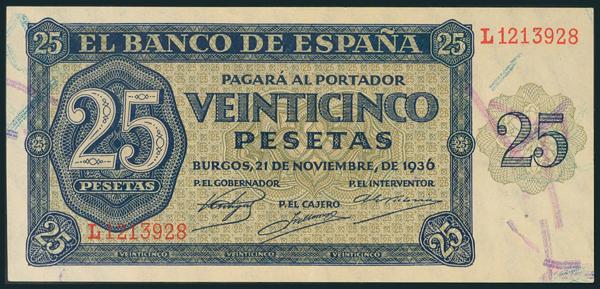 25 25
EL BANCO DE ESPAÑA
L1213928
PAGARÁ AL PORTADOR
VEINTICINCO
PESETAS
25
PESETAS
25
BURGOS, 21 DE NOVIEMBRE, DE 1936
P. EL GOBERNADOR P. EL INTERVENTOR
P. EL CAJERO
L1213928
25 25
VEINTICINCO VEINTICINCO VEINTICINCO